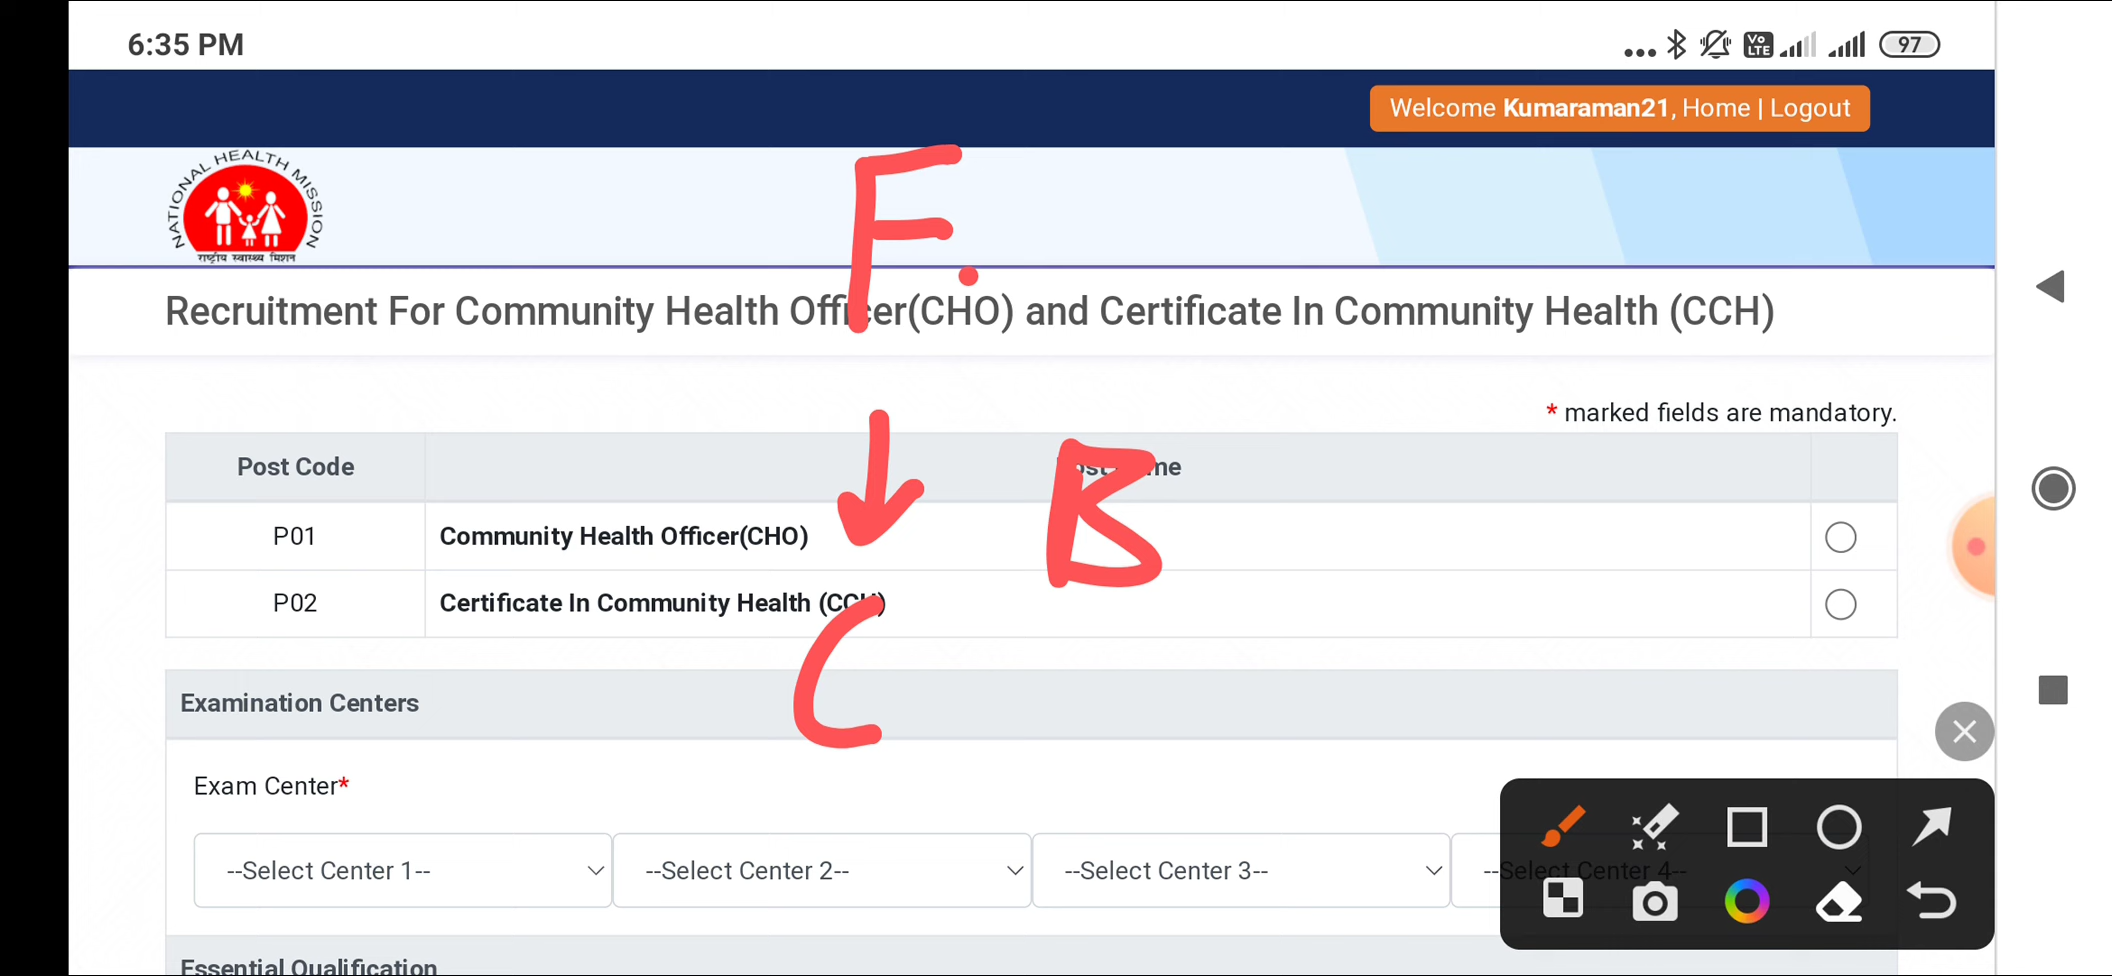 6:35 PM
Vo LTE
97
Welcome Kumaraman21, Home | Logout
NATIONAL HEALTH MISSION
राष्ट्रीय स्वास्थ्य मिशन
F.
Recruitment For Community Health Officer(CHO) and Certificate In Community Health (CCH)
* marked fields are mandatory.
Post Code
B
P01 Community Health Officer(CHO)
P02 Certificate In Community Health (CCH)
C
Examination Centers
Exam Center*
--Select Center 1-- --Select Center 2-- --Select Center 3-- --Select Center 4--
Essential Qualification